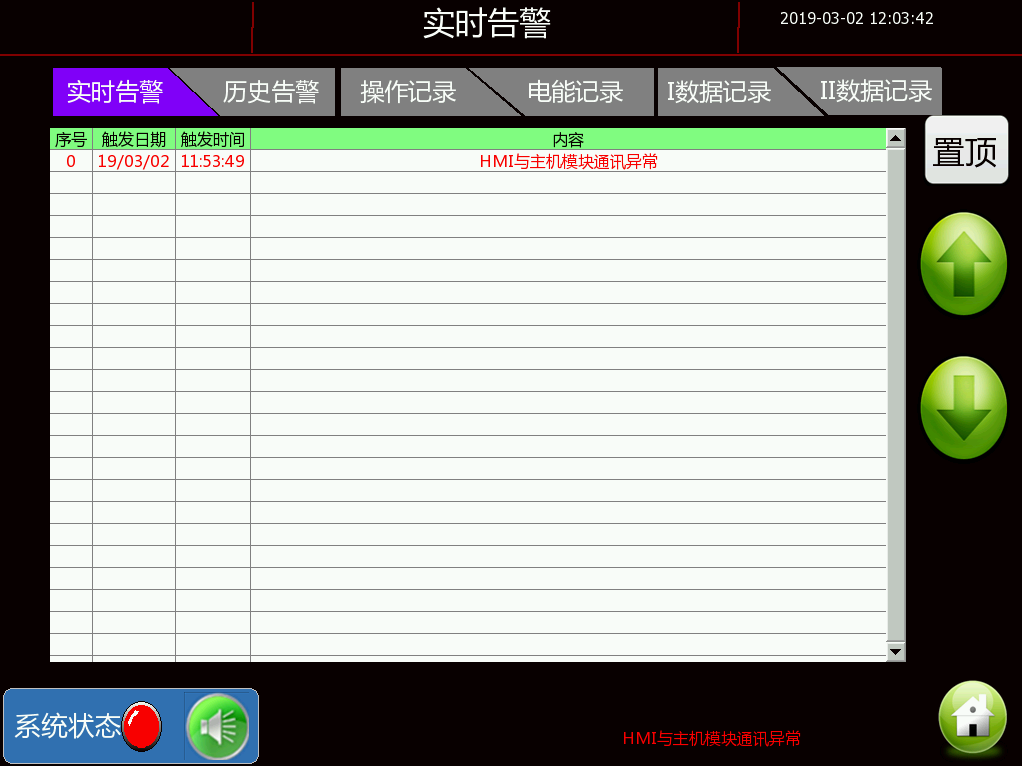 实时告警
2019-03-02 12:03:42
实时告警 历史告警 操作记录 电能记录 I数据记录 II数据记录
序号 触发日期 触发时间 内容
0 19/03/02 11:53:49 HMI与主机模块通讯异常
置顶
系统状态
HMI与主机模块通讯异常